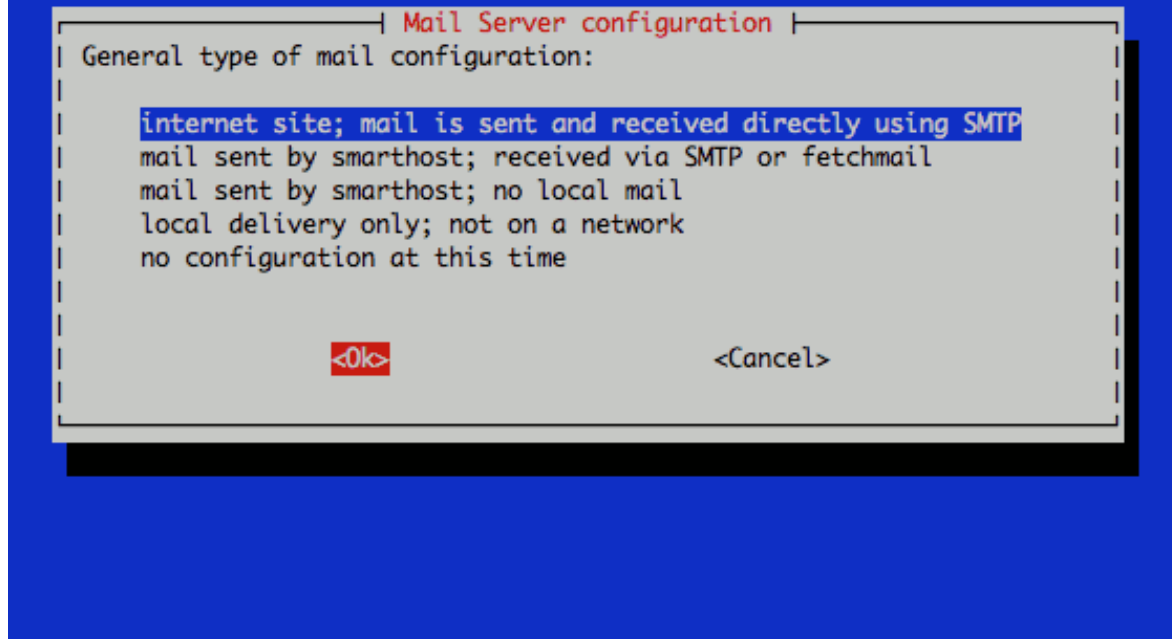 Mail Server configuration
General type of mail configuration:
internet site; mail is sent and received directly using SMTP
mail sent by smarthost; received via SMTP or fetchmail
mail sent by smarthost; no local mail
local delivery only; not on a network
no configuration at this time
<Ok> <Cancel>